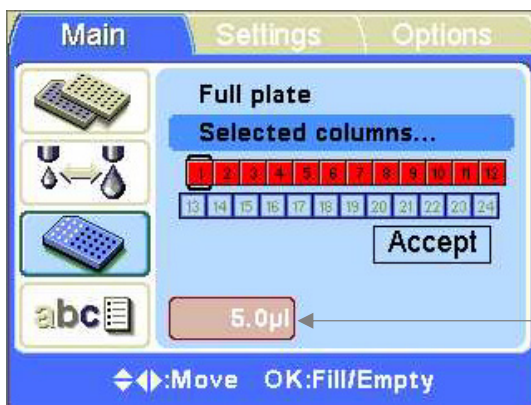 Main Settings Options
Full plate
Selected columns...
1 2 3 4 5 6 7 8 9 10 11 12
13 14 15 16 17 18 19 20 21 22 23 24
Accept
abc
5.0µl
:Move OK:Fill/Empty